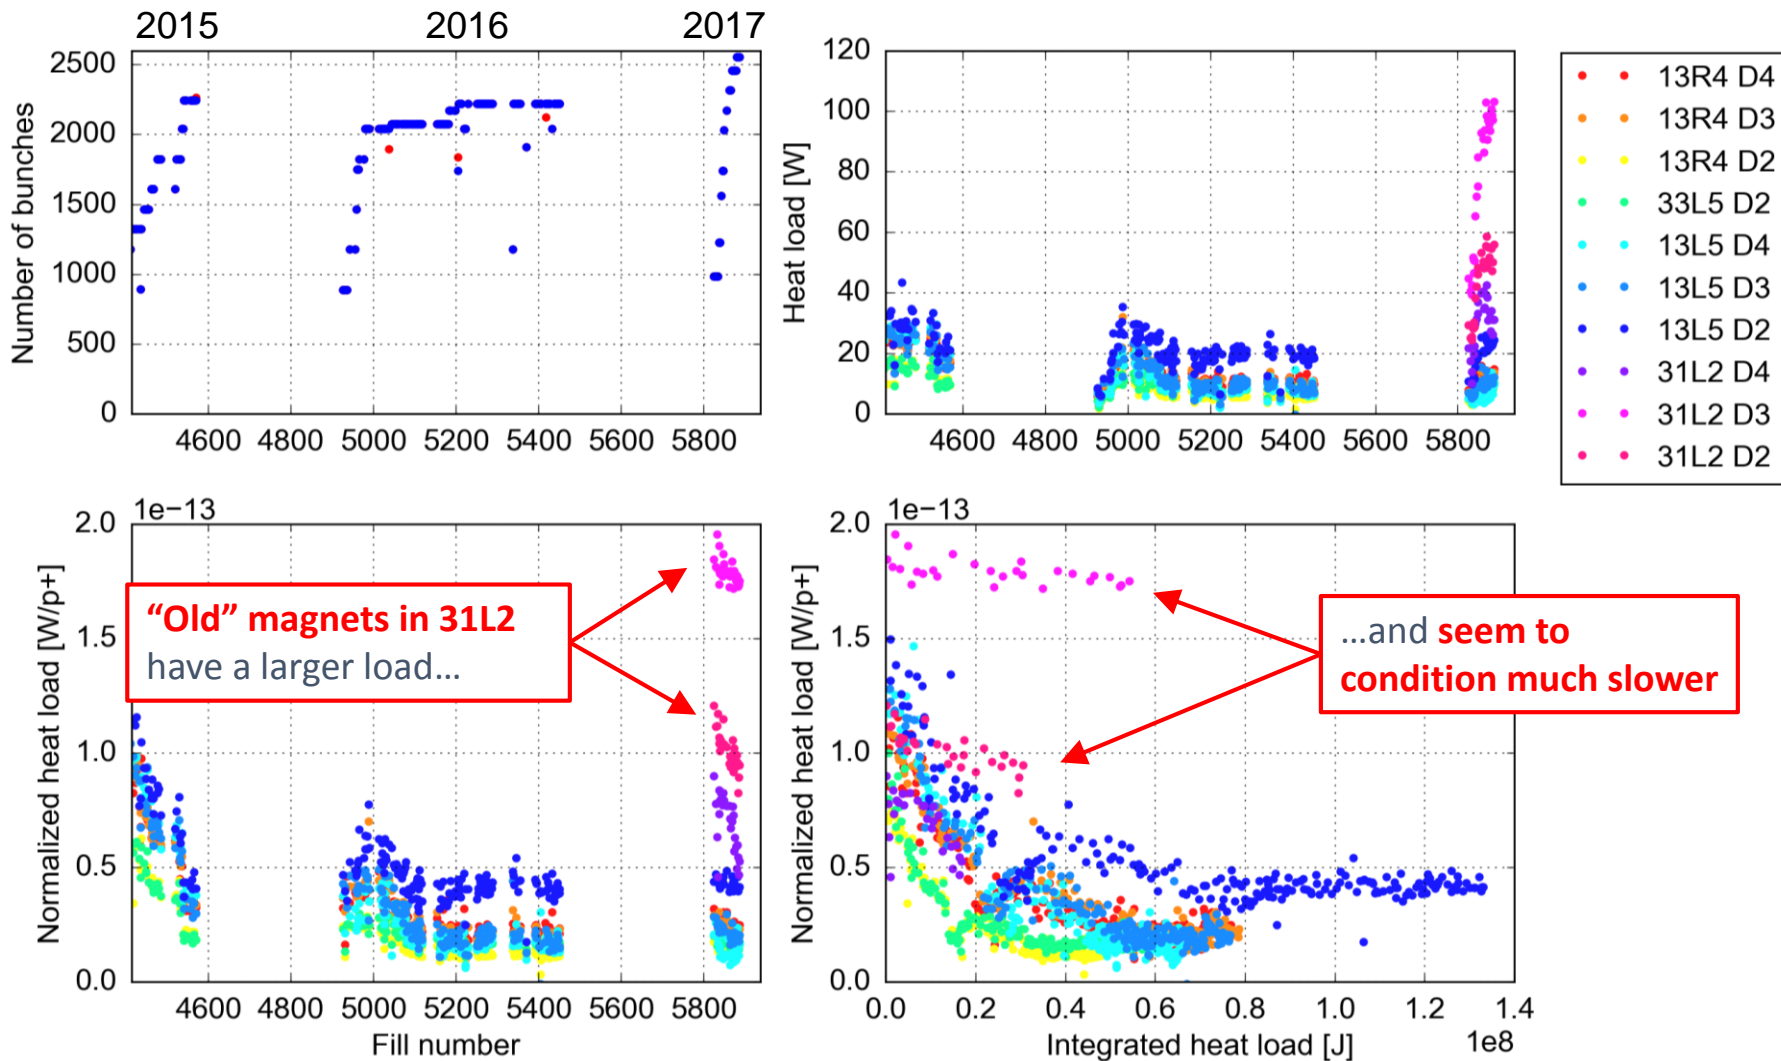 2015 2016 2017
Number of bunches
2500
2000
1500
1000
500
0
4600 4800 5000 5200 5400 5600 5800
Heat load [W]
120
100
80
60
40
20
0
4600 4800 5000 5200 5400 5600 5800
13R4 D4
13R4 D3
13R4 D2
33L5 D2
13L5 D4
13L5 D3
13L5 D2
31L2 D4
31L2 D3
31L2 D2
1e−13
Normalized heat load [W/p+]
2.0
1.5
1.0
0.5
0.0
4600 4800 5000 5200 5400 5600 5800
Fill number
“Old” magnets in 31L2
have a larger load...
1e−13
Normalized heat load [W/p+]
2.0
1.5
1.0
0.5
0.0
0.0 0.2 0.4 0.6 0.8 1.0 1.2 1.4
Integrated heat load [J]
1e8
...and seem to
condition much slower